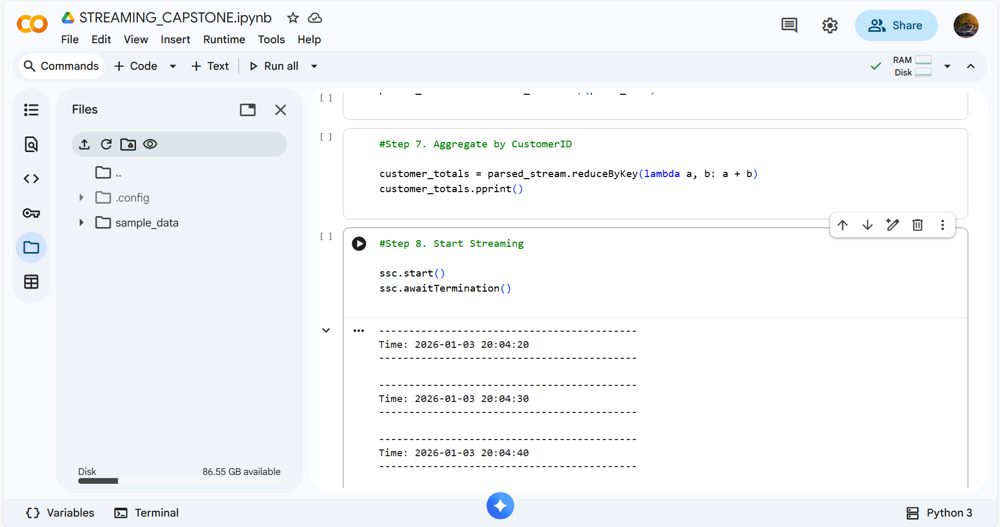 STREAMING_CAPSTONE.ipynb
File Edit View Insert Runtime Tools Help
Share
Commands + Code + Text Run all
RAM
Disk
Files
..
.config
sample_data
Disk 86.55 GB available
[ ]
[ ]
#Step 7. Aggregate by CustomerID
customer_totals = parsed_stream.reduceByKey(lambda a, b: a + b)
customer_totals.pprint()
[ ]
#Step 8. Start Streaming
ssc.start()
ssc.awaitTermination()
-------------------------------------------
Time: 2026-01-03 20:04:20
-------------------------------------------
-------------------------------------------
Time: 2026-01-03 20:04:30
-------------------------------------------
-------------------------------------------
Time: 2026-01-03 20:04:40
-------------------------------------------
Variables Terminal
Python 3